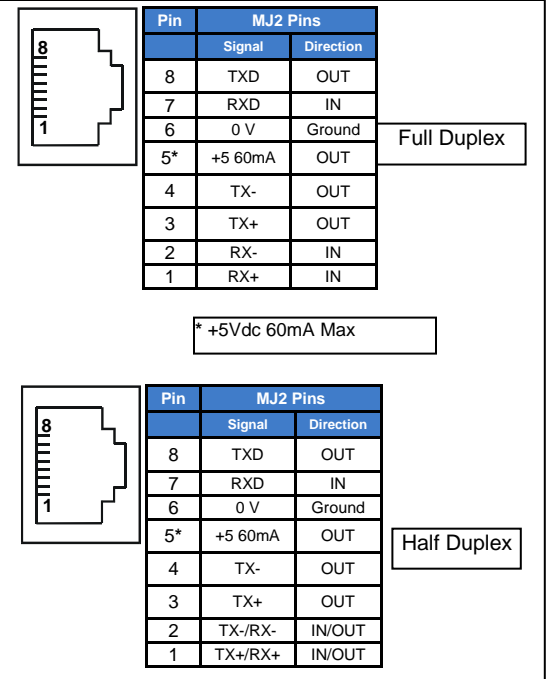 Pin MJ2 Pins
Signal Direction
8 TXD OUT
7 RXD IN
6 0 V Ground
5* +5 60mA OUT
4 TX- OUT
3 TX+ OUT
2 RX- IN
1 RX+ IN
8
1
Full Duplex
* +5Vdc 60mA Max
Pin MJ2 Pins
Signal Direction
8 TXD OUT
7 RXD IN
6 0 V Ground
5* +5 60mA OUT
4 TX- OUT
3 TX+ OUT
2 TX-/RX- IN/OUT
1 TX+/RX+ IN/OUT
8
1
Half Duplex